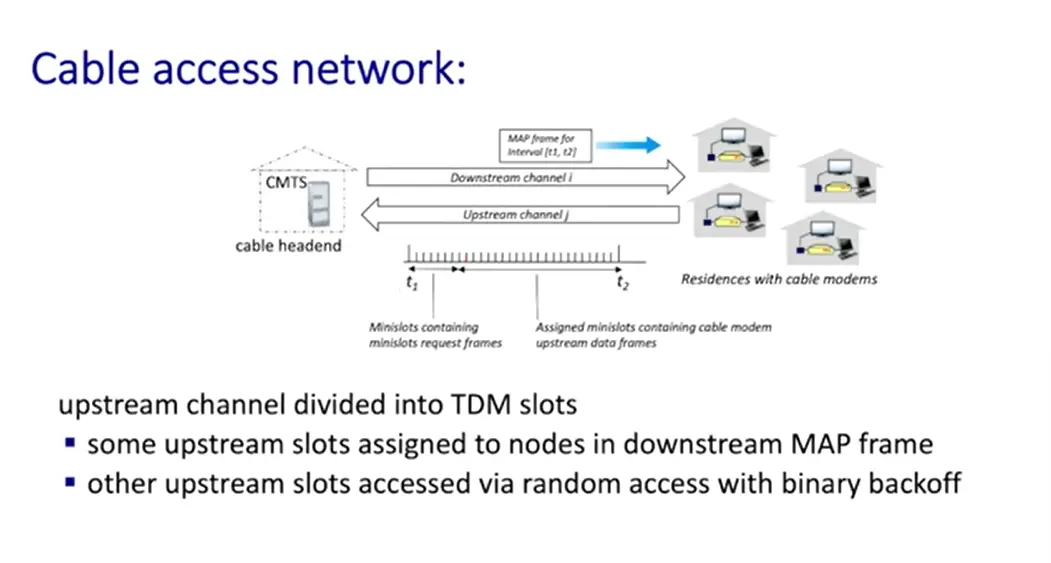 Cable access network:
MAP frame for
Interval [t1, t2]
CMTS
Downstream channel i
Upstream channel j
cable headend
t1
t2
Residences with cable modems
Minislots containing
minislots request frames
Assigned minislots containing cable modem
upstream data frames
upstream channel divided into TDM slots
▪ some upstream slots assigned to nodes in downstream MAP frame
▪ other upstream slots accessed via random access with binary backoff